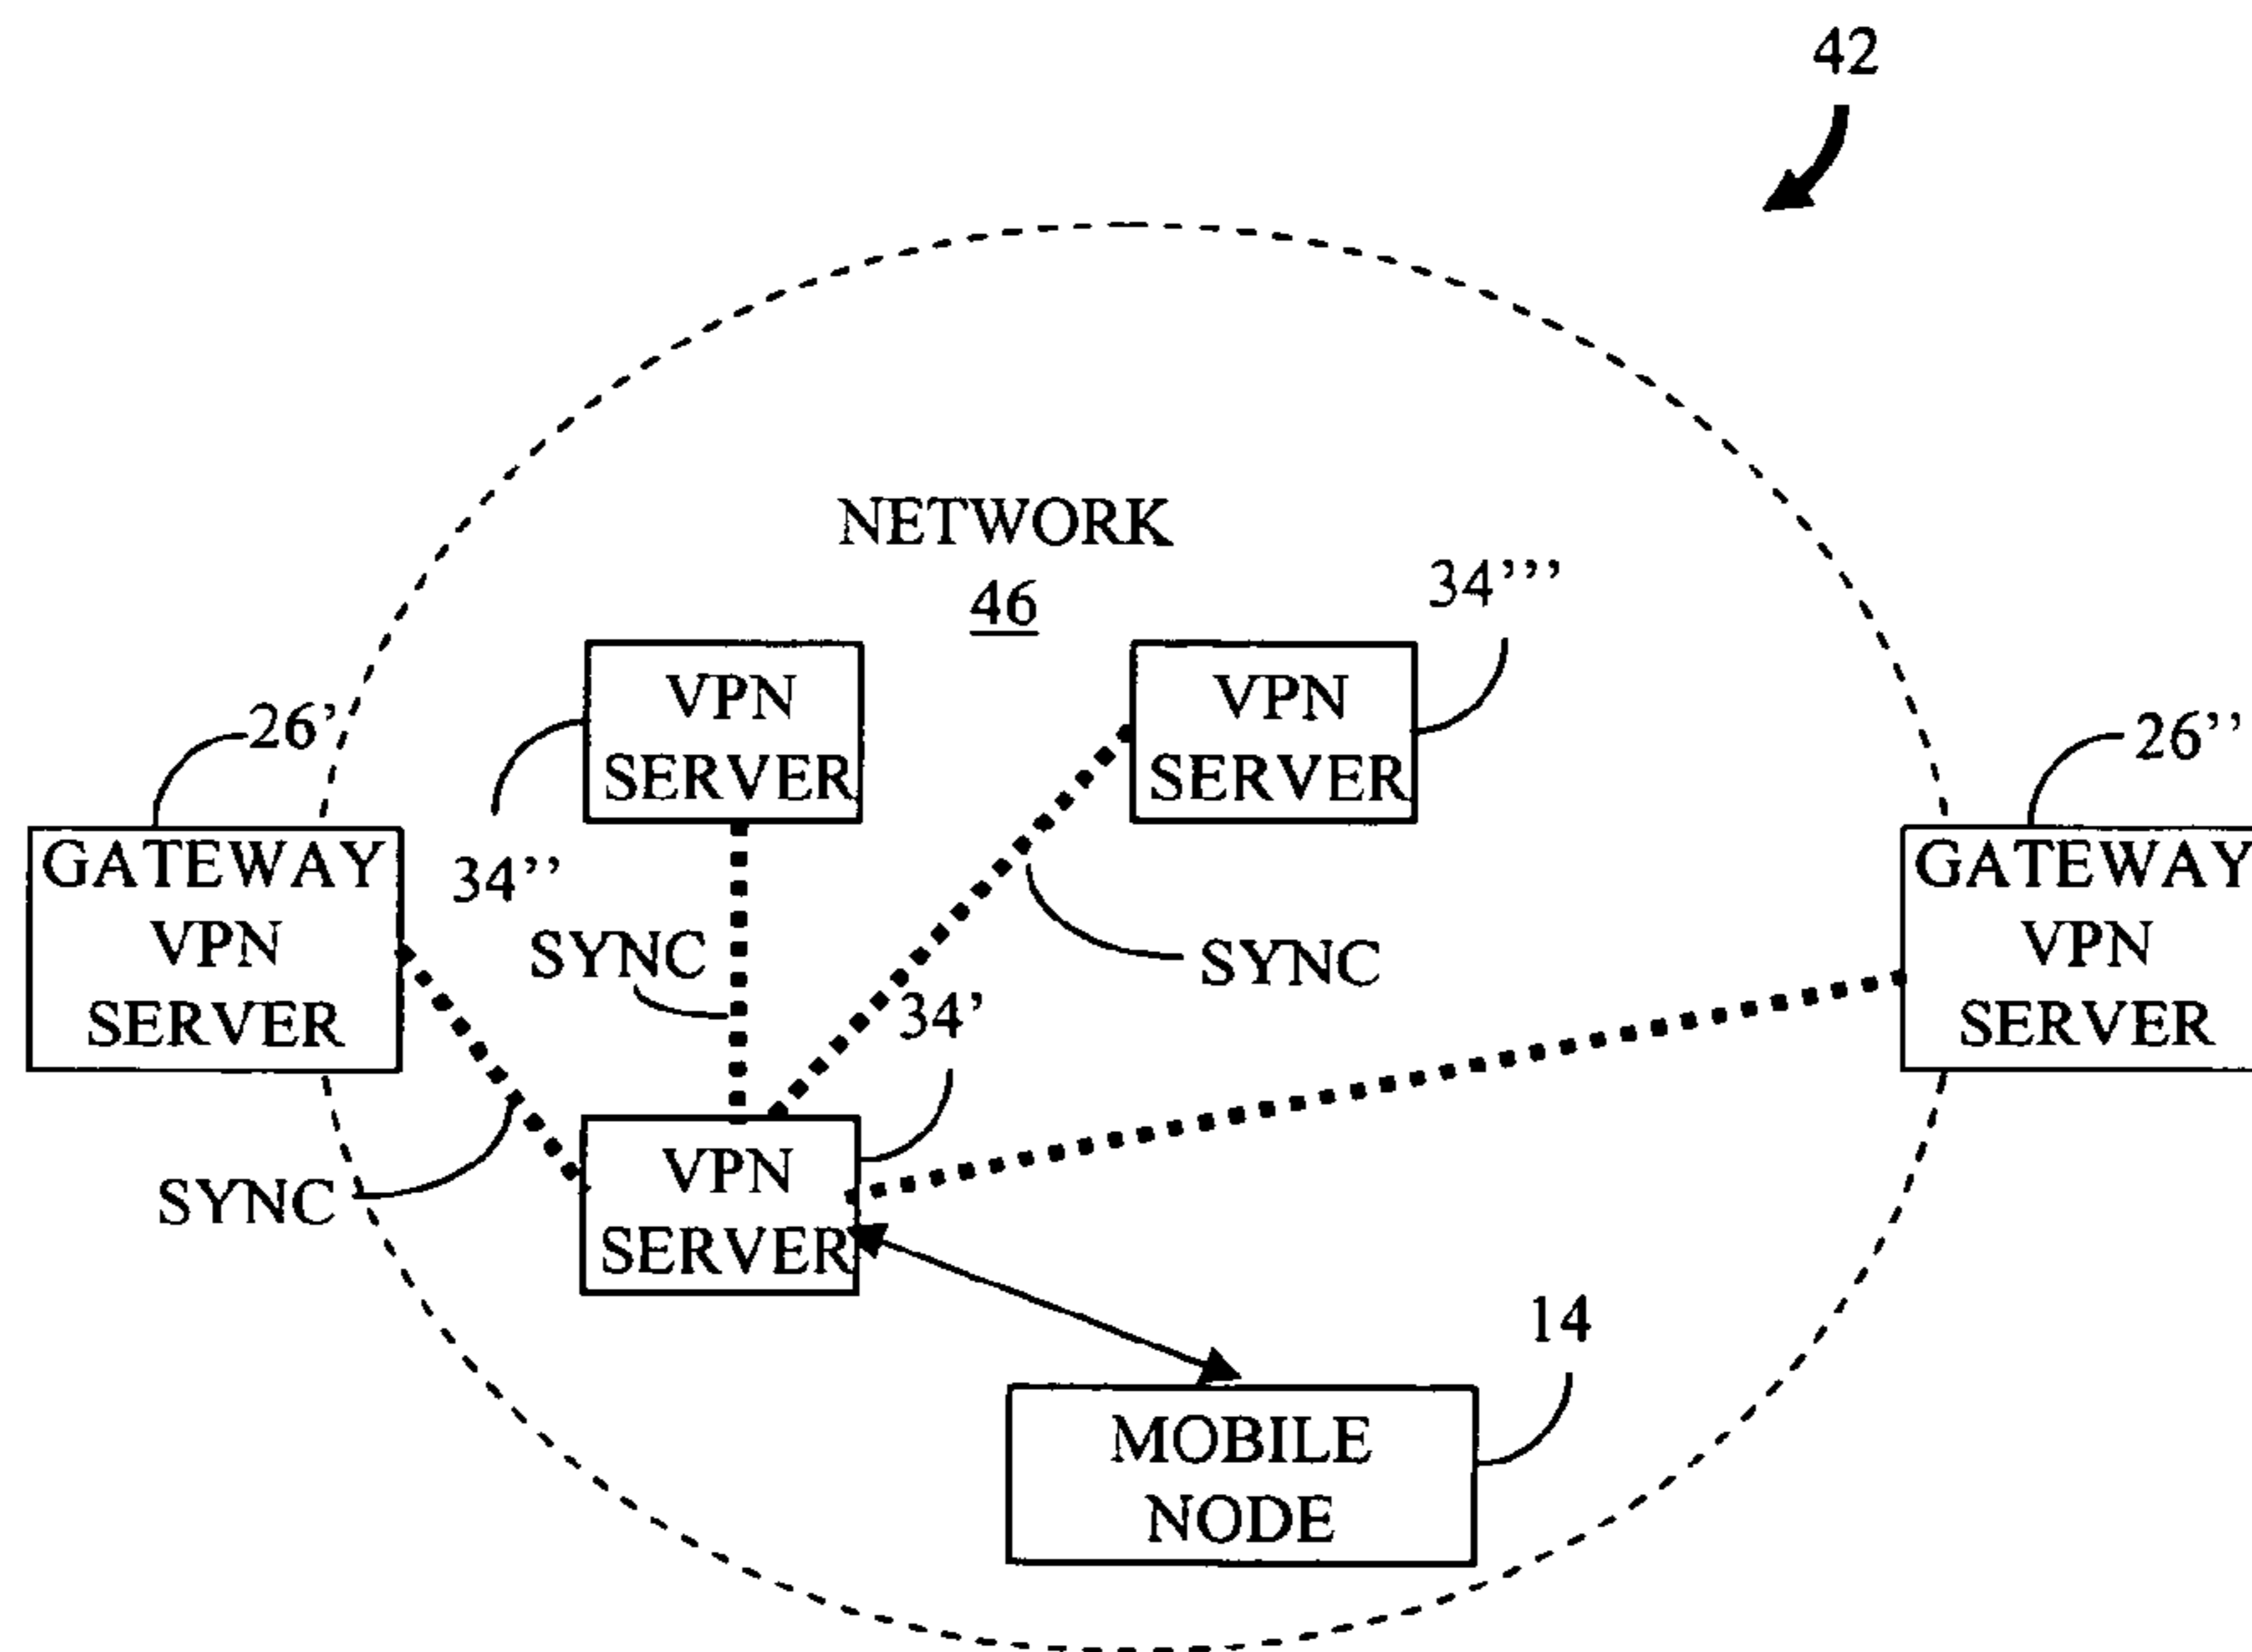 42
NETWORK
46
34’’’
VPN
SERVER
VPN
SERVER
26’
26’’
GATEWAY
VPN
SERVER
34’’
SYNC
SYNC
34’
GATEWAY
VPN
SERVER
SYNC
VPN
SERVER
14
MOBILE
NODE